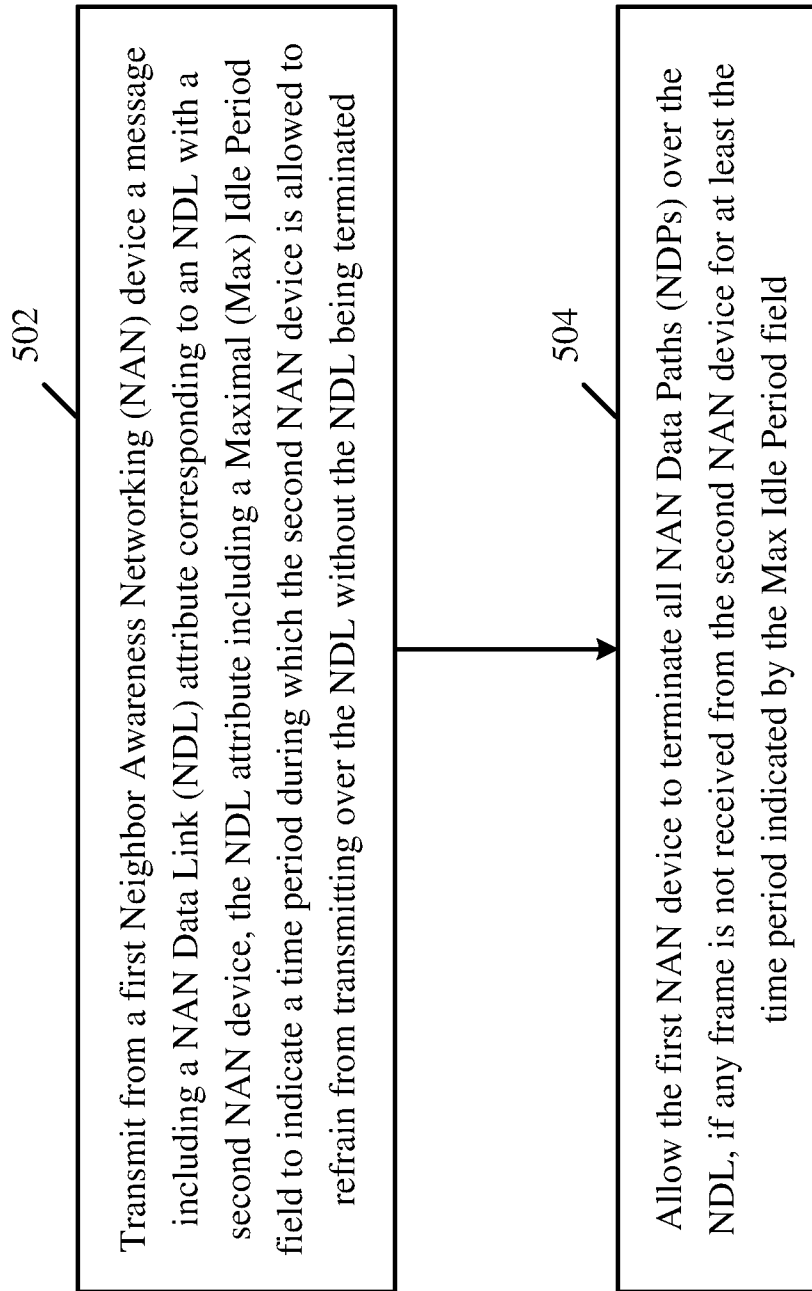 502
Transmit from a first Neighbor Awareness Networking (NAN) device a message
including a NAN Data Link (NDL) attribute corresponding to an NDL with a
second NAN device, the NDL attribute including a Maximal (Max) Idle Period
field to indicate a time period during which the second NAN device is allowed to
refrain from transmitting over the NDL without the NDL being terminated
504
Allow the first NAN device to terminate all NAN Data Paths (NDPs) over the
NDL, if any frame is not received from the second NAN device for at least the
time period indicated by the Max Idle Period field